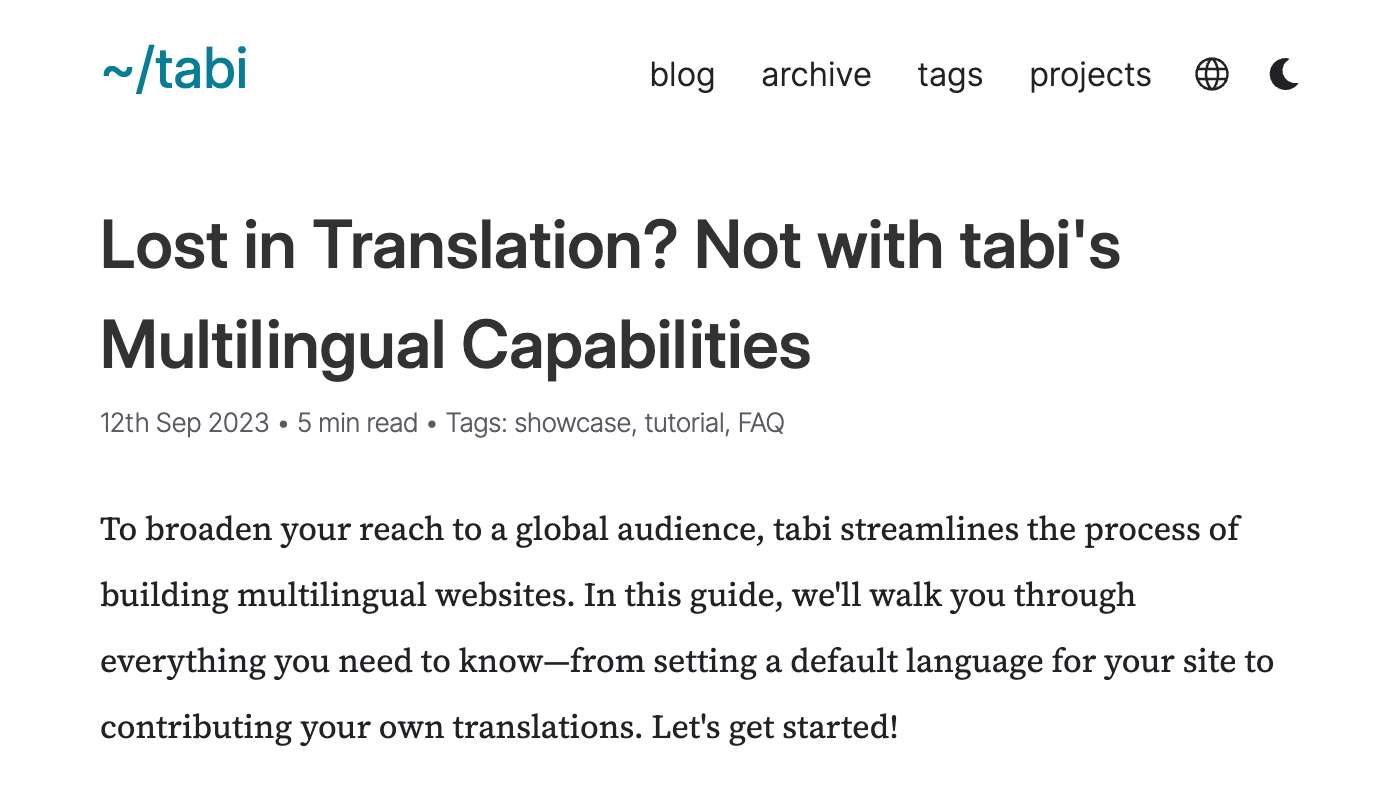 ~/tabi
blog archive tags projects
Lost in Translation? Not with tabi's
Multilingual Capabilities
12th Sep 2023 • 5 min read • Tags: showcase, tutorial, FAQ
To broaden your reach to a global audience, tabi streamlines the process of
building multilingual websites. In this guide, we'll walk you through
everything you need to know—from setting a default language for your site to
contributing your own translations. Let's get started!